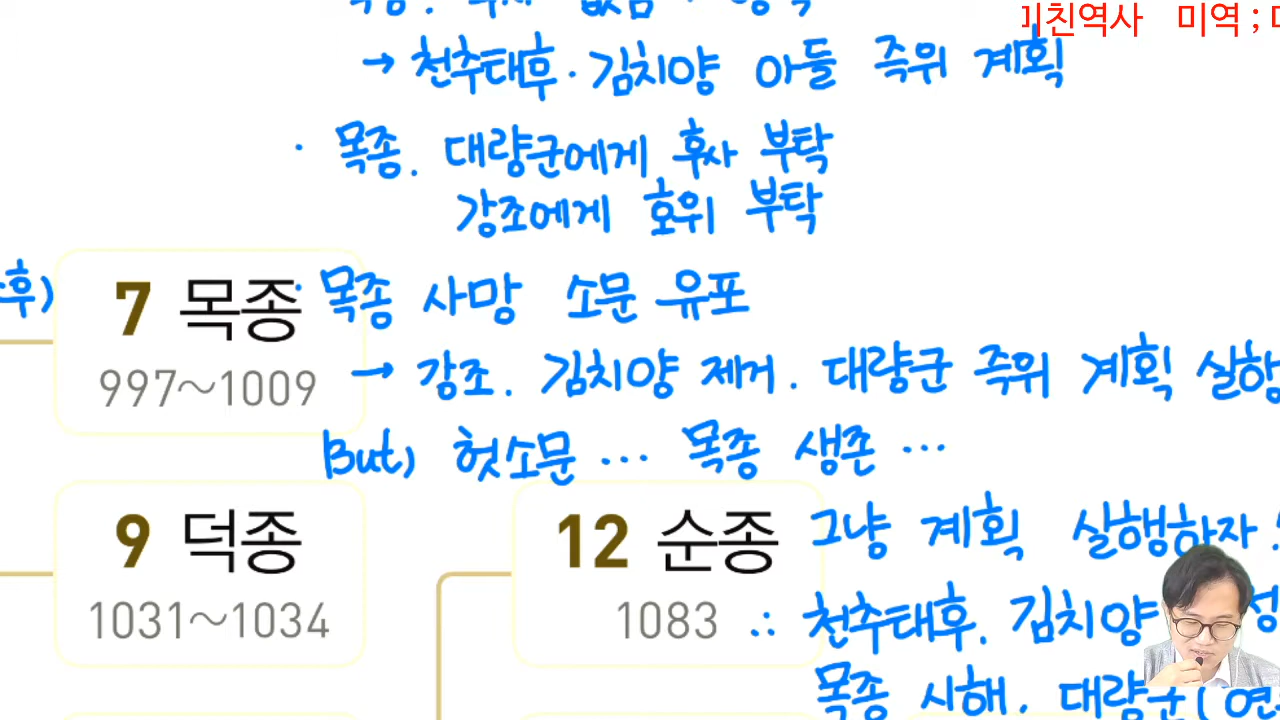 미친역사 미역 ;
→ 천추태후 · 김치양 아들 즉위 계획
· 목종. 대량군에게 후사 부탁
강조에게 호위 부탁
후)
7 목종
997~1009
· 목종 사망 소문 유포
→ 강조. 김치양 제거. 대량군 즉위 계획 실행
But) 헛소문 ... 목종 생존 ...
9 덕종
1031~1034
12 순종
1083
그냥 계획 실행하자!
∴ 천추태후. 김치양
목종 시해. 대량군(연